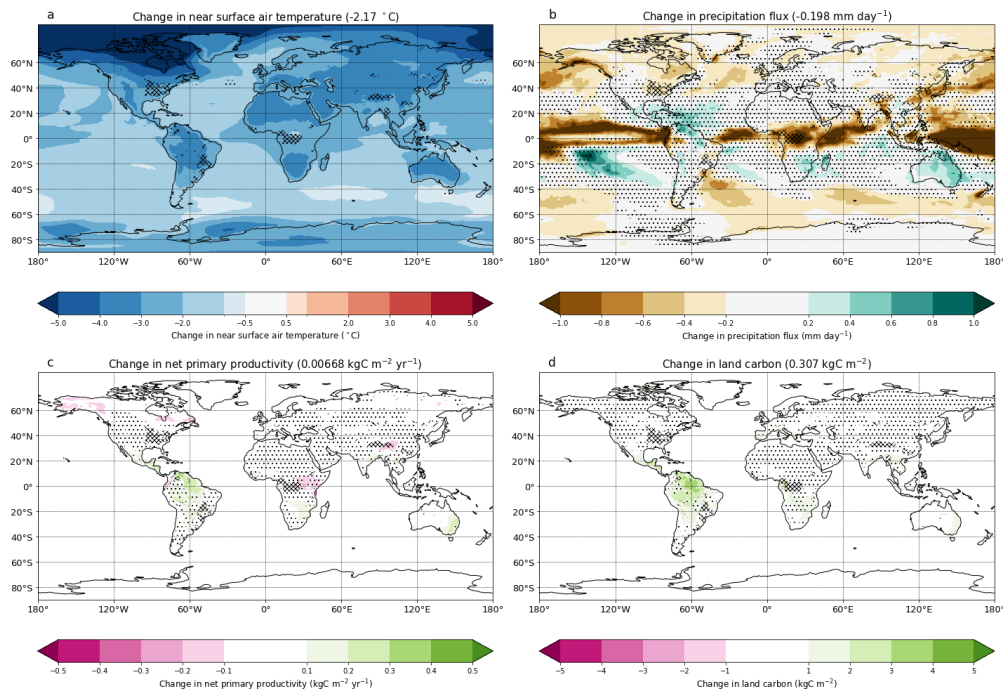 a
Change in near surface air temperature (-2.17 °C)
60°N
40°N
20°N
0°
20°S
40°S
60°S
80°S
180° 120°W 60°W 0° 60°E 120°E 180°
-5.0 -4.0 -3.0 -2.0 -0.5 0.5 2.0 3.0 4.0 5.0
Change in near surface air temperature (°C)
b
Change in precipitation flux (-0.198 mm day⁻¹)
60°N
40°N
20°N
0°
20°S
40°S
60°S
80°S
180° 120°W 60°W 0° 60°E 120°E 180°
−1.0 −0.8 −0.6 −0.4 −0.2 0.2 0.4 0.6 0.8 1.0
Change in precipitation flux (mm day⁻¹)
c
Change in net primary productivity (0.00668 kgC m⁻² yr⁻¹)
60°N
40°N
20°N
0°
20°S
40°S
60°S
80°S
180° 120°W 60°W 0° 60°E 120°E 180°
−0.5 −0.4 −0.3 −0.2 −0.1 0.1 0.2 0.3 0.4 0.5
Change in net primary productivity (kgC m⁻² yr⁻¹)
d
Change in land carbon (0.307 kgC m⁻²)
60°N
40°N
20°N
0°
20°S
40°S
60°S
80°S
180° 120°W 60°W 0° 60°E 120°E 180°
−5 −4 −3 −2 −1 1 2 3 4 5
Change in land carbon (kgC m⁻²)